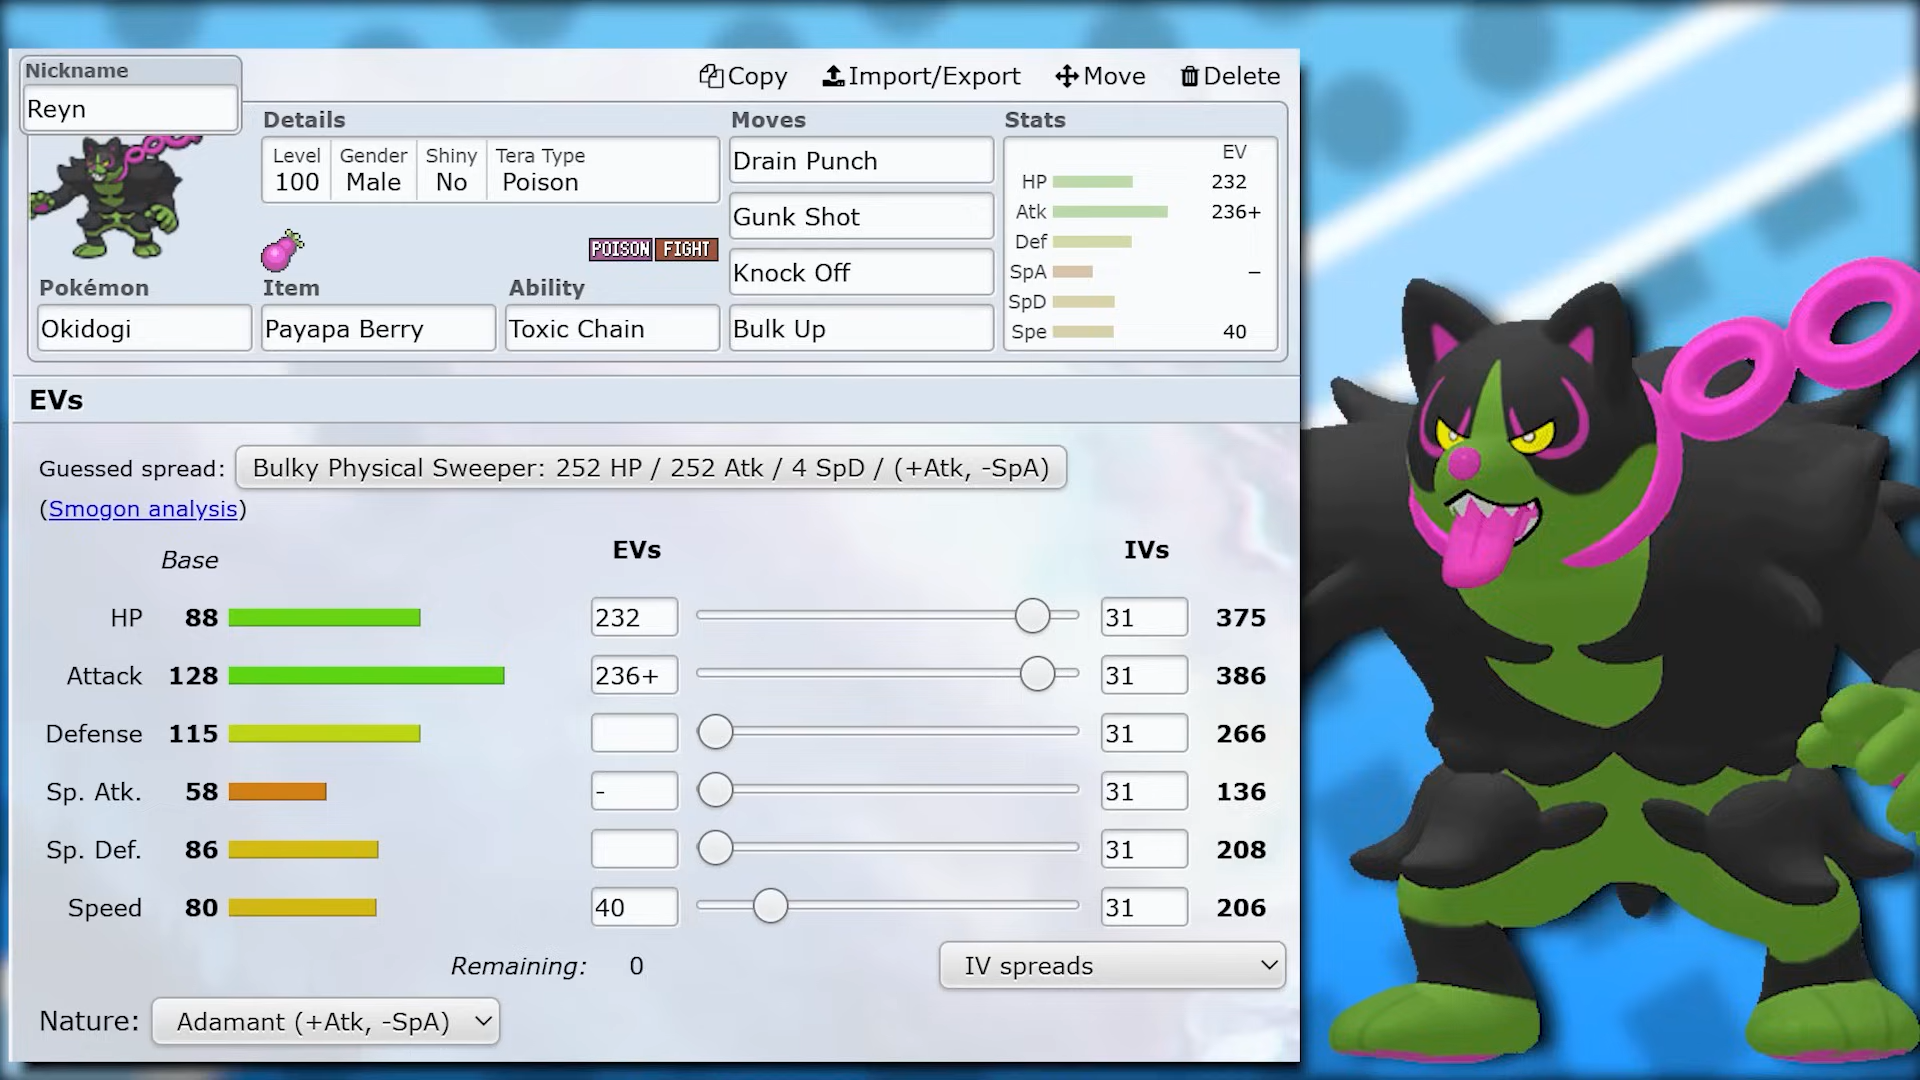 Nickname
Reyn
Copy Import/Export Move Delete
Details
Level Gender Shiny Tera Type
100 Male No Poison
POISON FIGHT
Pokémon Item Ability
Okidogi Payapa Berry Toxic Chain
Moves
Drain Punch
Gunk Shot
Knock Off
Bulk Up
Stats
EV
HP 232
Atk 236+
Def
SpA –
SpD
Spe 40
EVs
Guessed spread: Bulky Physical Sweeper: 252 HP / 252 Atk / 4 SpD / (+Atk, -SpA)
(Smogon analysis)
Base EVs IVs
HP 88 232 31 375
Attack 128 236+ 31 386
Defense 115 31 266
Sp. Atk. 58 - 31 136
Sp. Def. 86 31 208
Speed 80 40 31 206
Remaining: 0 IV spreads
Nature: Adamant (+Atk, -SpA)